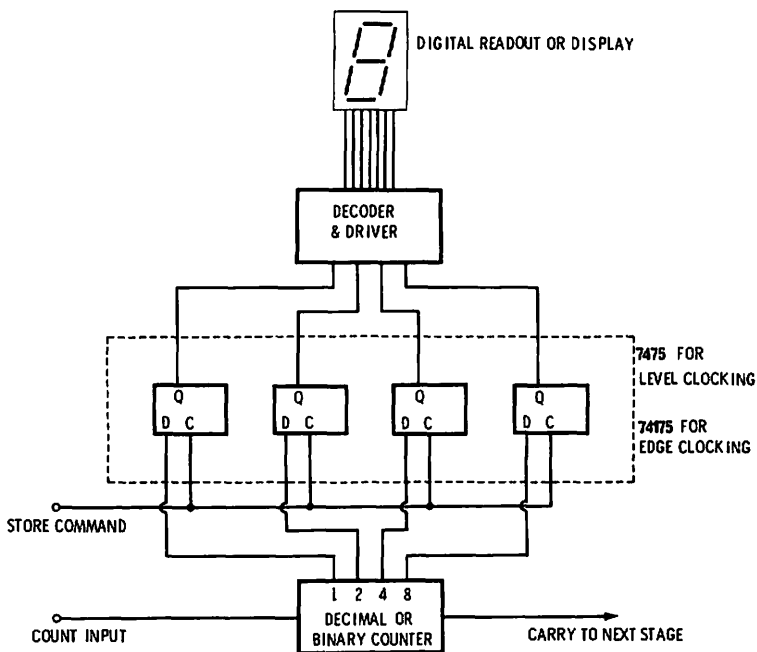 DIGITAL READOUT OR DISPLAY
DECODER
& DRIVER
7475 FOR
LEVEL CLOCKING
Q
D C
Q
D C
Q
D C
Q
D C
74175 FOR
EDGE CLOCKING
STORE COMMAND
1 2 4 8
DECIMAL OR
BINARY COUNTER
COUNT INPUT
CARRY TO NEXT STAGE